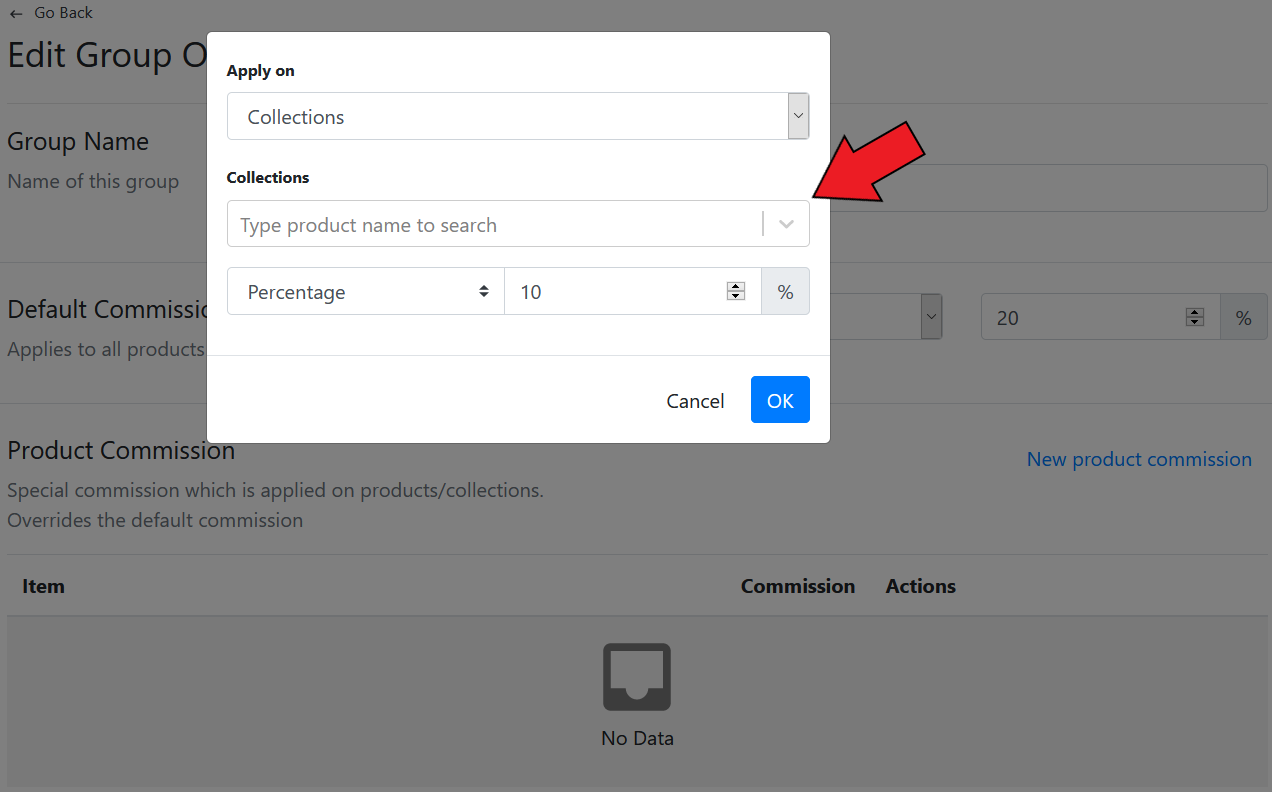 ← Go Back
Edit Group O
Apply on
Collections
Group Name
Name of this group
Collections
Type product name to search
Percentage 10 %
Default Commissio
Applies to all products
20 %
Cancel OK
Product Commission
New product commission
Special commission which is applied on products/collections.
Overrides the default commission
Item Commission Actions
No Data